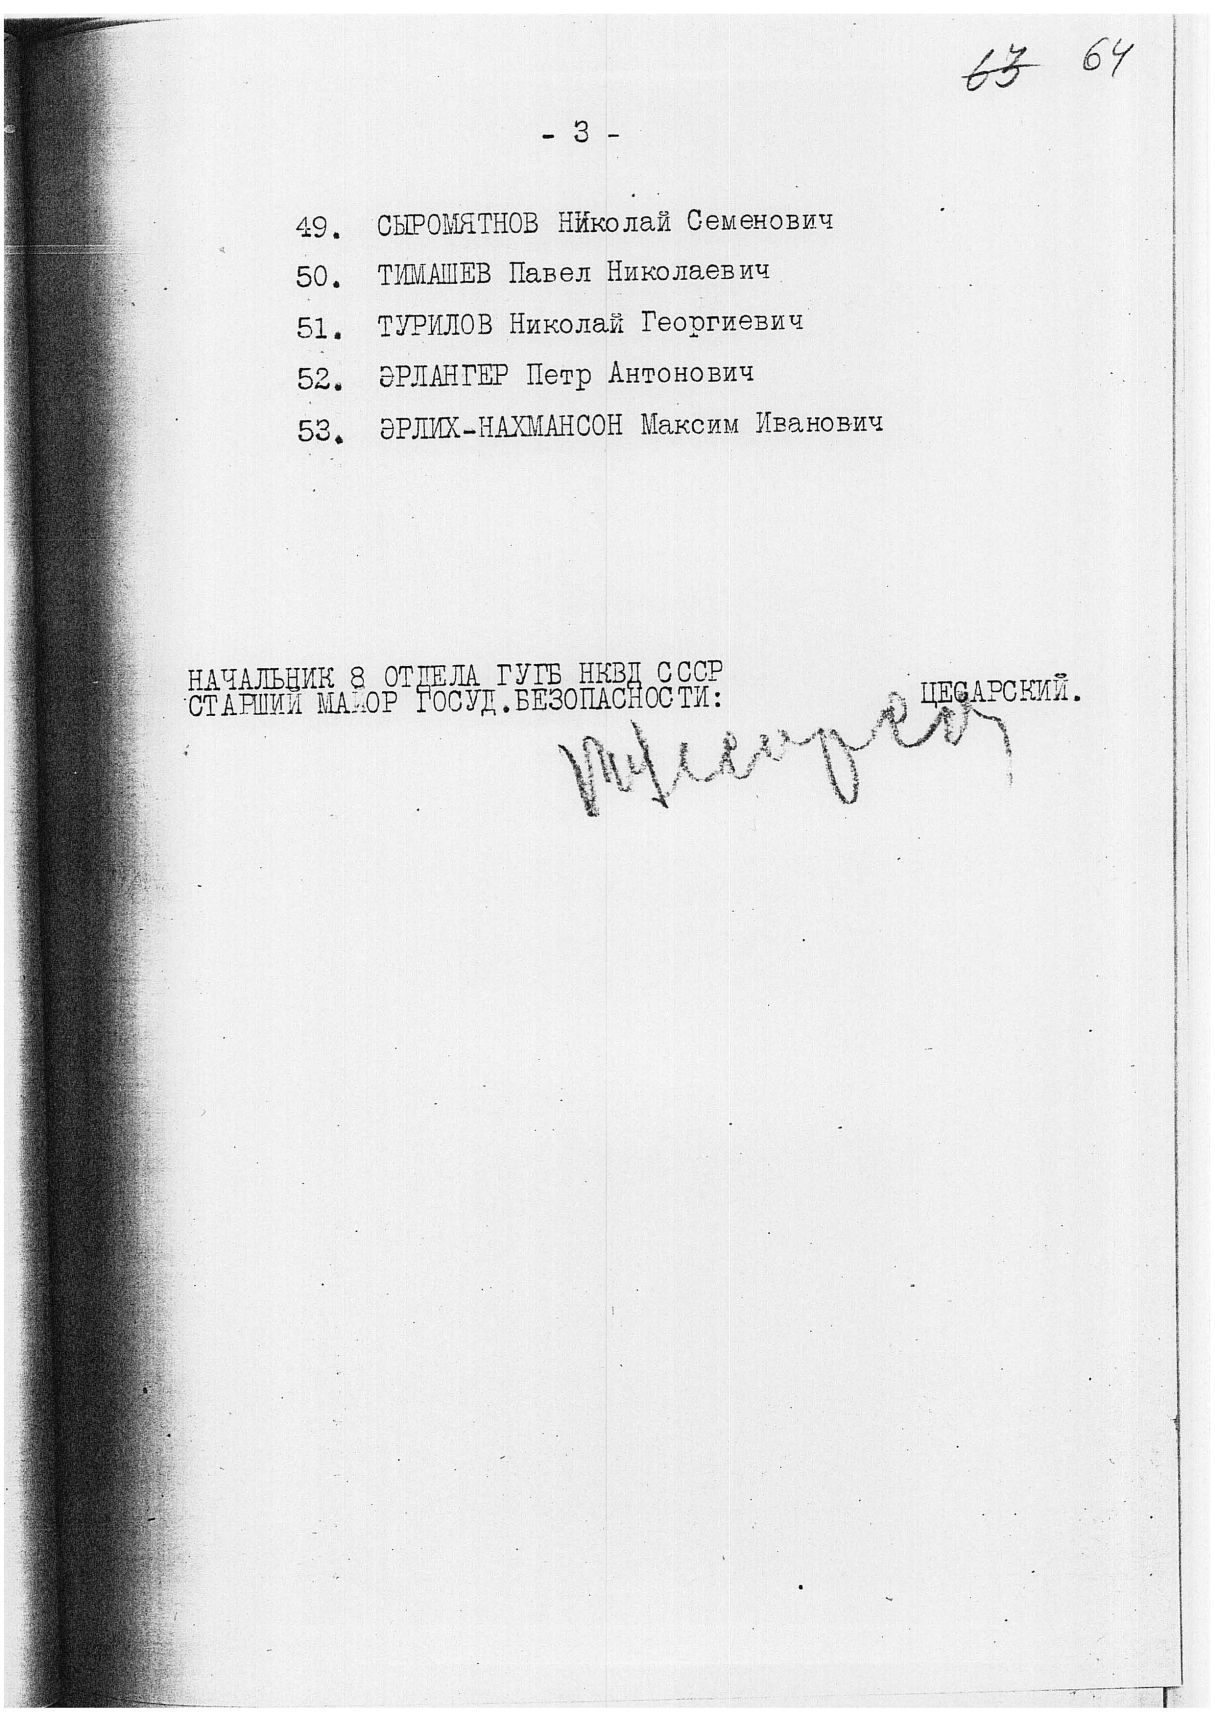 63 64
- 3 -
49. СЫРОМЯТНОВ НИколай Семенович
50. ТИМАШЕВ Павел Николаевич
51. ТУРИЛОВ Николай Георгиевич
52. ЭРЛАНГЕР Петр Антонович
53. ЭРЛИХ-НАХМАНСОН Максим Иванович
НАЧАЛЬНИК 8 ОТДЕЛА ГУГБ НКВД СССР
СТАРШИЙ МАЙОР ГОСУД.БЕЗОПАСНОСТИ: ЦЕСАРСКИЙ.